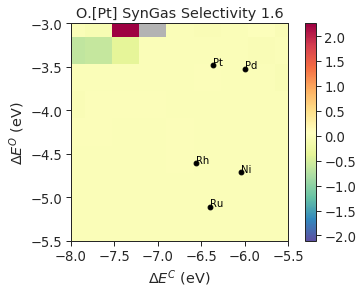 O.[Pt] SynGas Selectivity 1.6
−3.0
−3.5
−4.0
−4.5
−5.0
−5.5
ΔE^O (eV)
Pt
Pd
Rh
Ni
Ru
−8.0 −7.5 −7.0 −6.5 −6.0 −5.5
ΔE^C (eV)
2.0
1.5
1.0
0.5
0.0
−0.5
−1.0
−1.5
−2.0